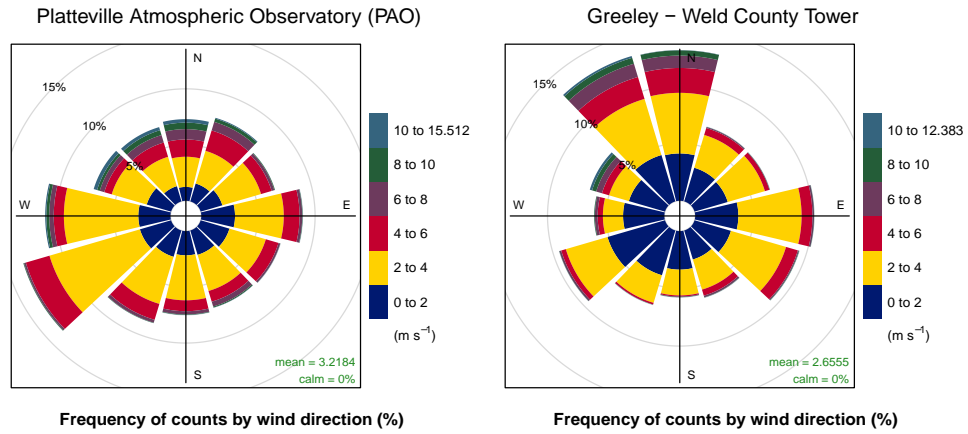 Platteville Atmospheric Observatory (PAO)
N
15%
10%
5%
W
E
S
mean = 3.2184
calm = 0%
10 to 15.512
8 to 10
6 to 8
4 to 6
2 to 4
0 to 2
(m s⁻¹)
Frequency of counts by wind direction (%)
Greeley − Weld County Tower
N
15%
10%
5%
W
E
S
mean = 2.6555
calm = 0%
10 to 12.383
8 to 10
6 to 8
4 to 6
2 to 4
0 to 2
(m s⁻¹)
Frequency of counts by wind direction (%)